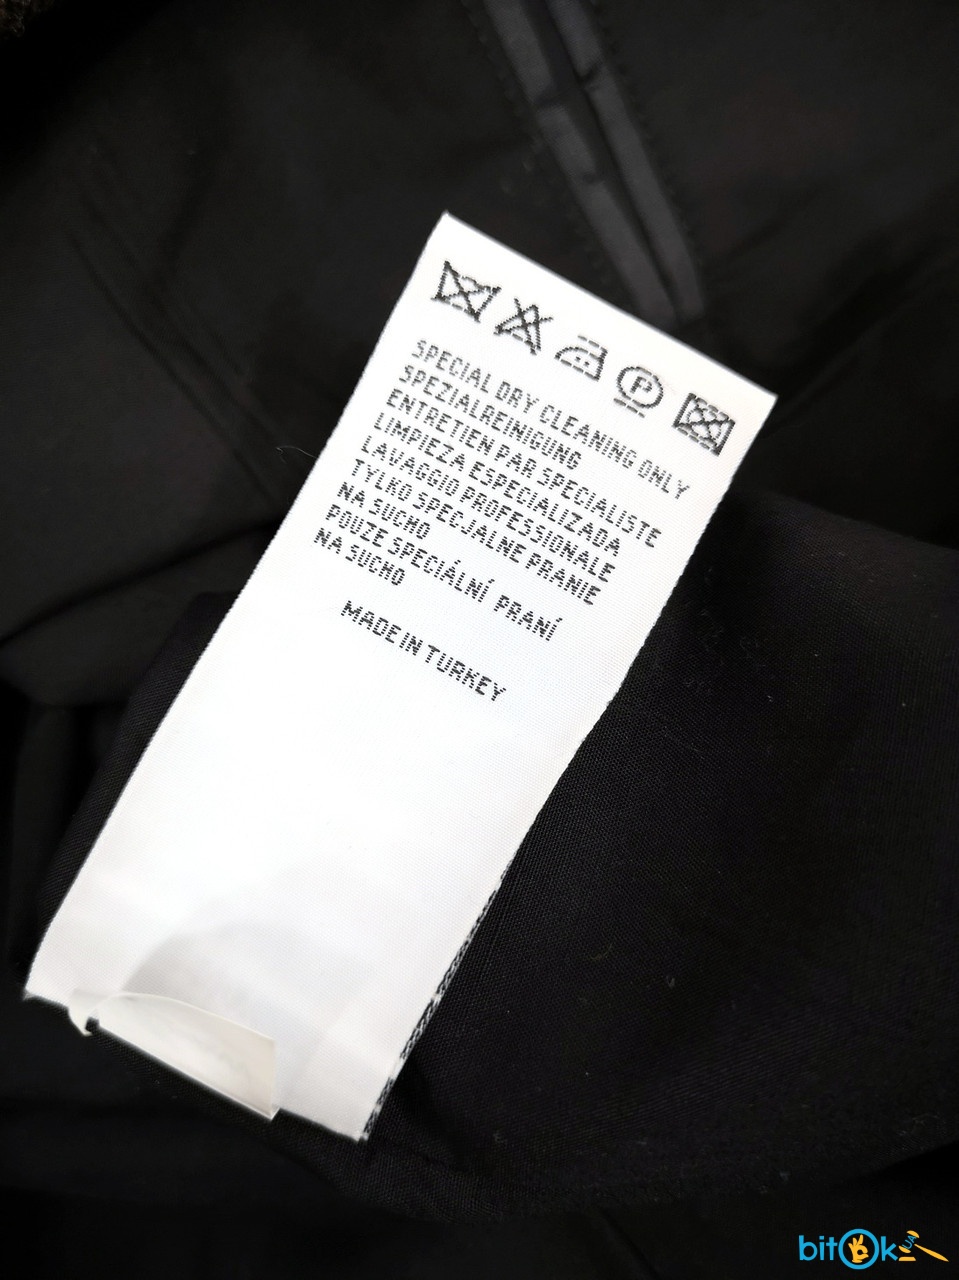 P
SPECIAL DRY CLEANING ONLY
SPEZIALREINIGUNG
ENTRETIEN PAR SPECIALISTE
LIMPIEZA ESPECIALIZADA
LAVAGGIO PROFESSIONALE
TYLKO SPECJALNE PRANIE
NA SUCHO
POUZE SPECIÁLNÍ PRANÍ
NA SUCHO
MADE IN TURKEY
bitOk UA